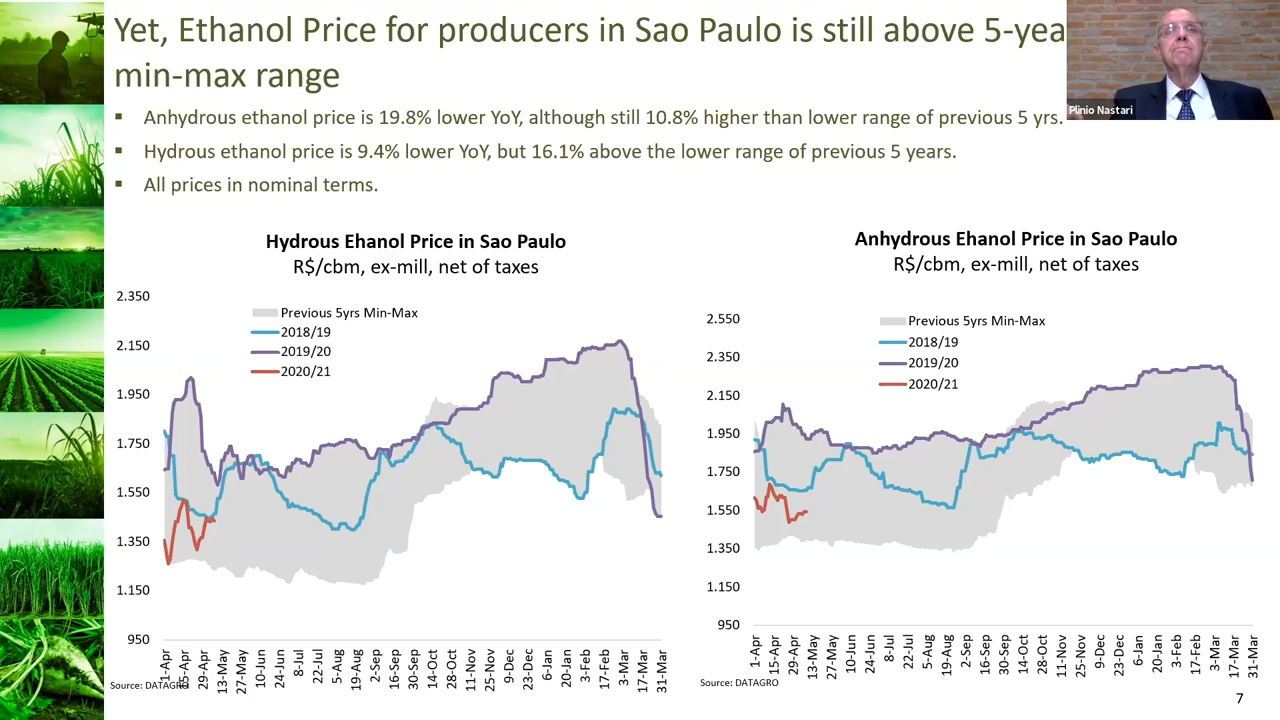 Yet, Ethanol Price for producers in Sao Paulo is still above 5-yea
min-max range
Plinio Nastari
▪ Anhydrous ethanol price is 19.8% lower YoY, although still 10.8% higher than lower range of previous 5 yrs.
▪ Hydrous ethanol price is 9.4% lower YoY, but 16.1% above the lower range of previous 5 years.
▪ All prices in nominal terms.
Hydrous Ehanol Price in Sao Paulo
R$/cbm, ex-mill, net of taxes
2.350
2.150
1.950
1.750
1.550
1.350
1.150
950
Previous 5yrs Min-Max
2018/19
2019/20
2020/21
1-Apr
15-Apr
29-Apr
13-May
27-May
10-Jun
24-Jun
8-Jul
22-Jul
5-Aug
19-Aug
2-Sep
16-Sep
30-Sep
14-Oct
28-Oct
11-Nov
25-Nov
9-Dec
23-Dec
6-Jan
20-Jan
3-Feb
17-Feb
3-Mar
17-Mar
31-Mar
Source: DATAGRO
Anhydrous Ehanol Price in Sao Paulo
R$/cbm, ex-mill, net of taxes
2.550
2.350
2.150
1.950
1.750
1.550
1.350
1.150
950
Previous 5yrs Min-Max
2018/19
2019/20
2020/21
1-Apr
15-Apr
29-Apr
13-May
27-May
10-Jun
24-Jun
8-Jul
22-Jul
5-Aug
19-Aug
2-Sep
16-Sep
30-Sep
14-Oct
28-Oct
11-Nov
25-Nov
9-Dec
23-Dec
6-Jan
20-Jan
3-Feb
17-Feb
3-Mar
17-Mar
31-Mar
Source: DATAGRO
7